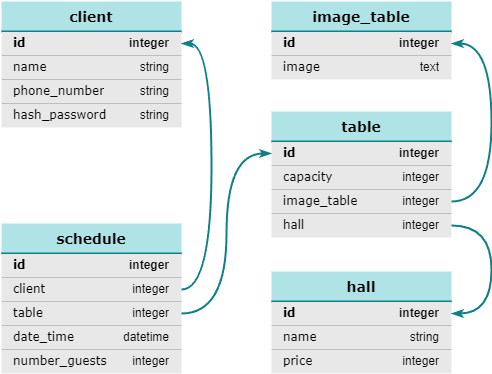 client
id integer
name string
phone_number string
hash_password string
image_table
id integer
image text
table
id integer
capacity integer
image_table integer
hall integer
schedule
id integer
client integer
table integer
date_time datetime
number_guests integer
hall
id integer
name string
price integer